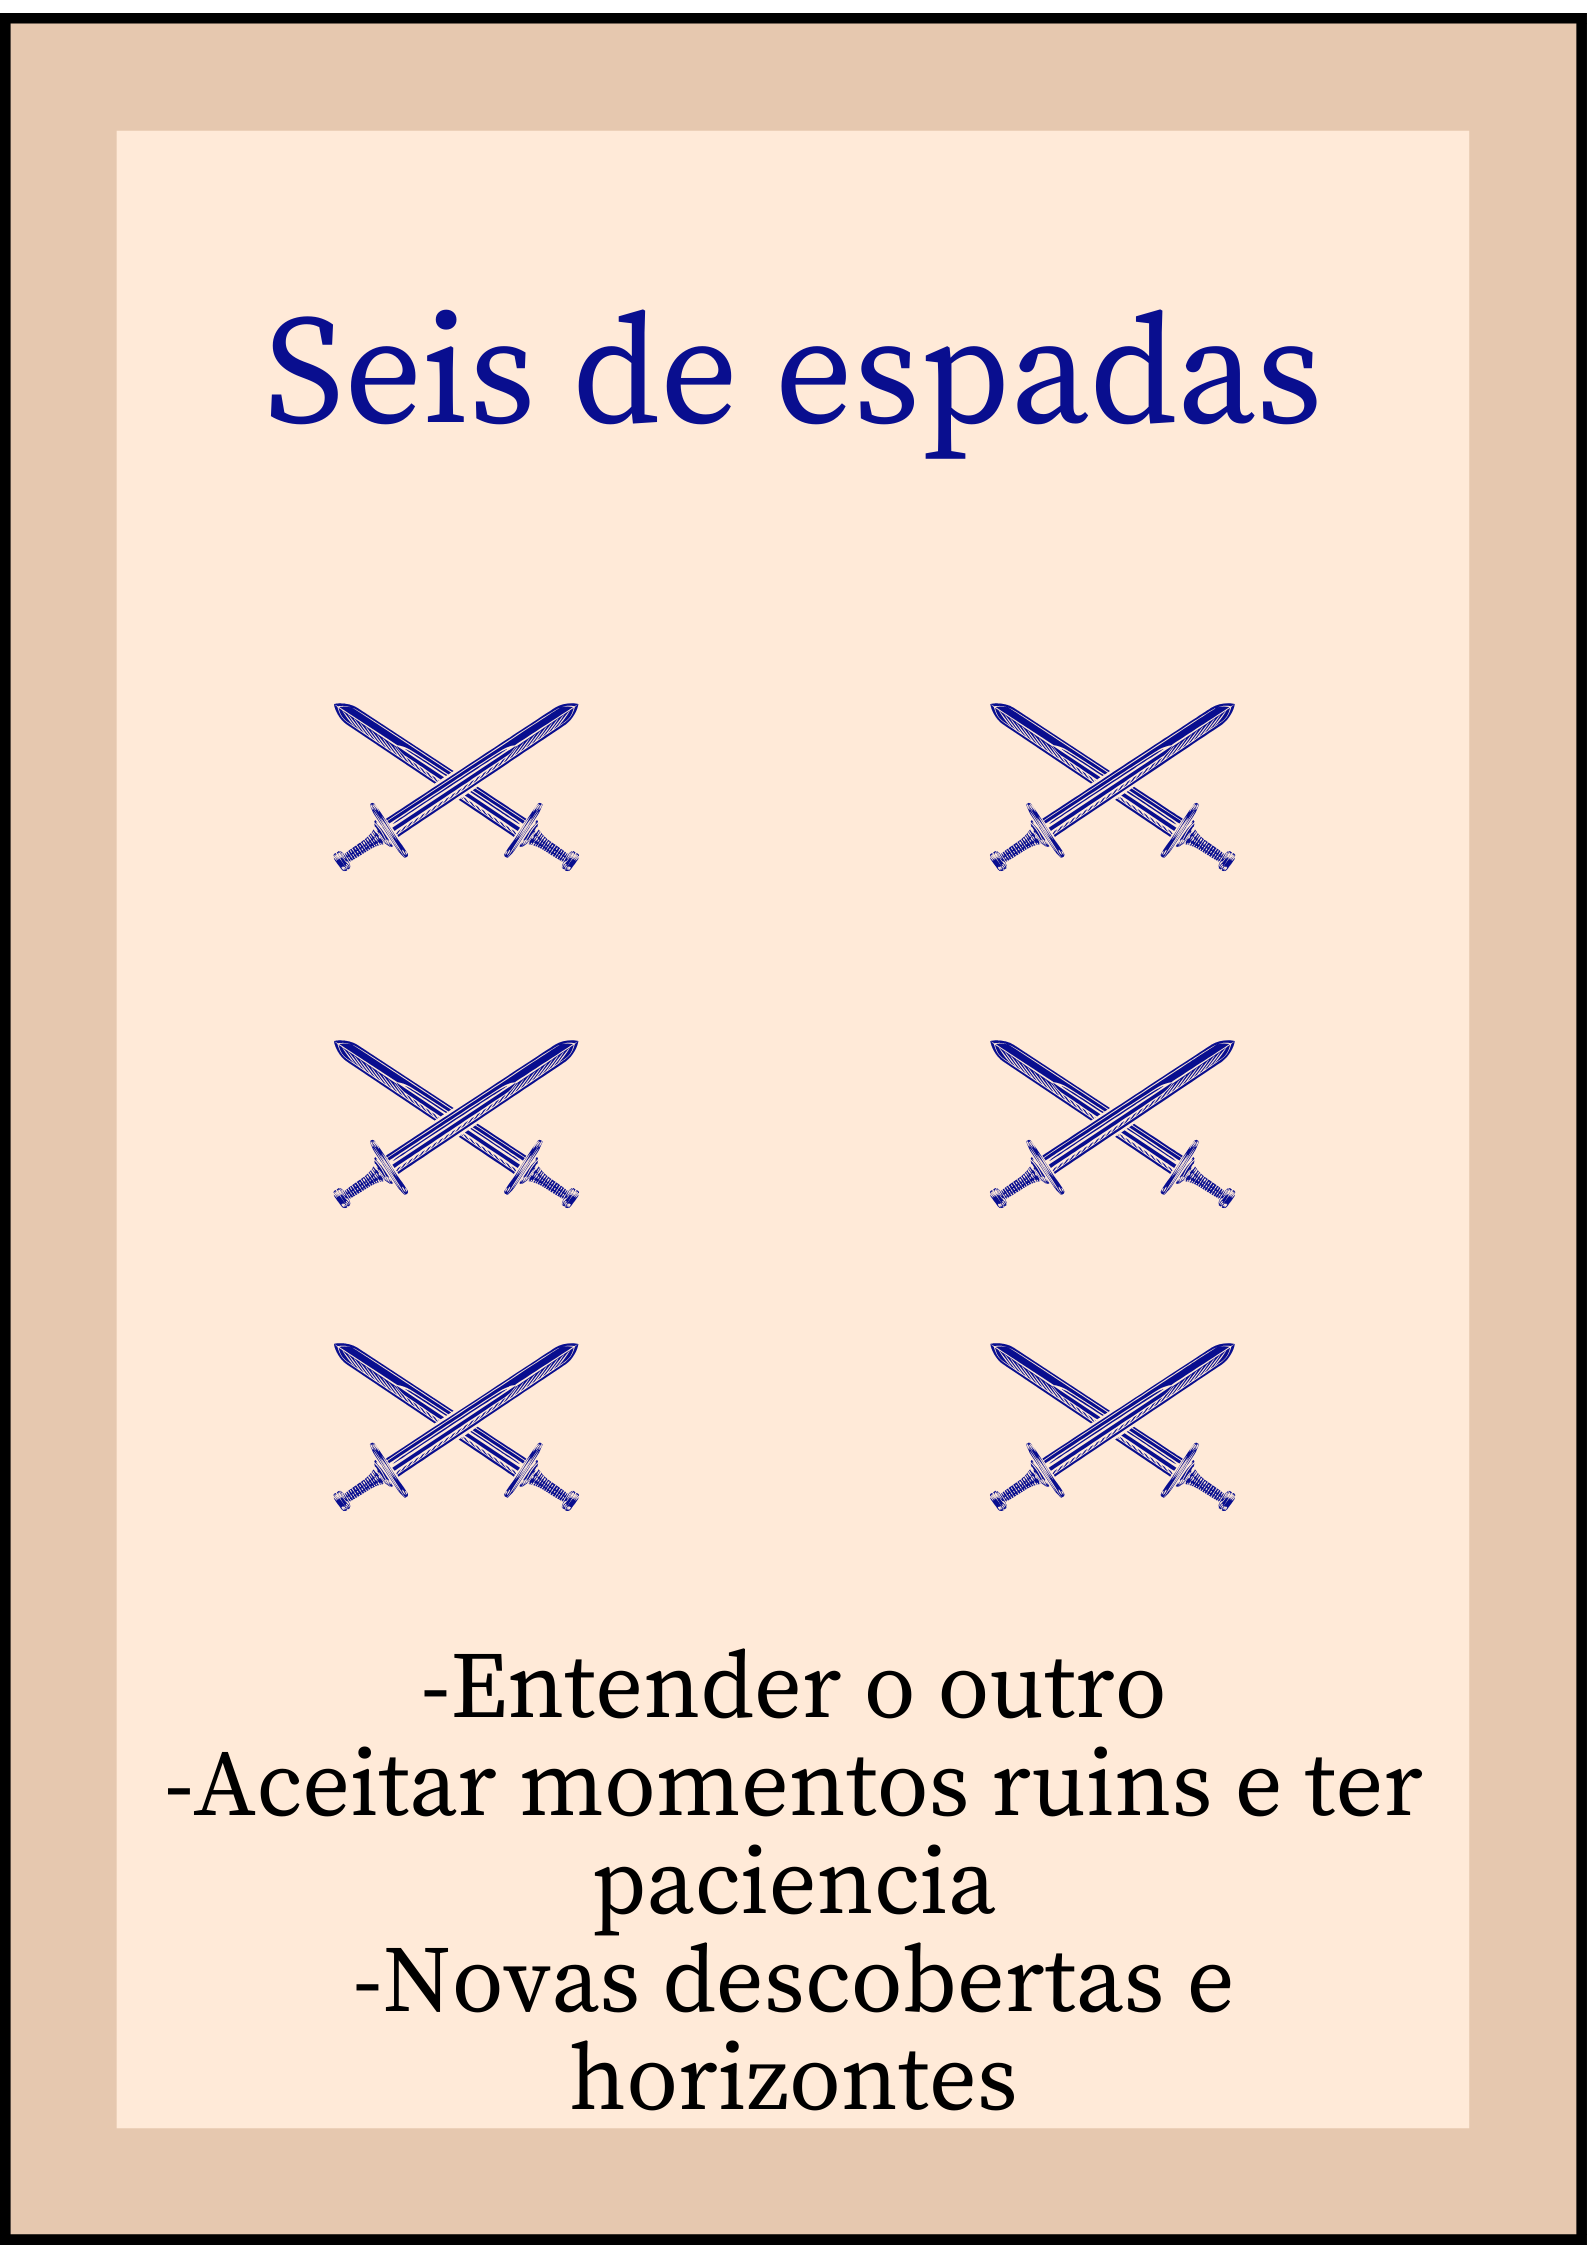 Seis de espadas
-Entender o outro
-Aceitar momentos ruins e ter
paciencia
-Novas descobertas e
horizontes